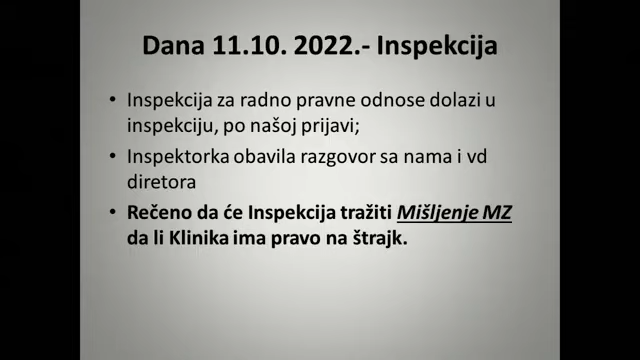 Dana 11.10. 2022.- Inspekcija
• Inspekcija za radno pravne odnose dolazi u
inspekciju, po našoj prijavi;
• Inspektorka obavila razgovor sa nama i vd
diretora
• Rečeno da će Inspekcija tražiti Mišljenje MZ
da li Klinika ima pravo na štrajk.